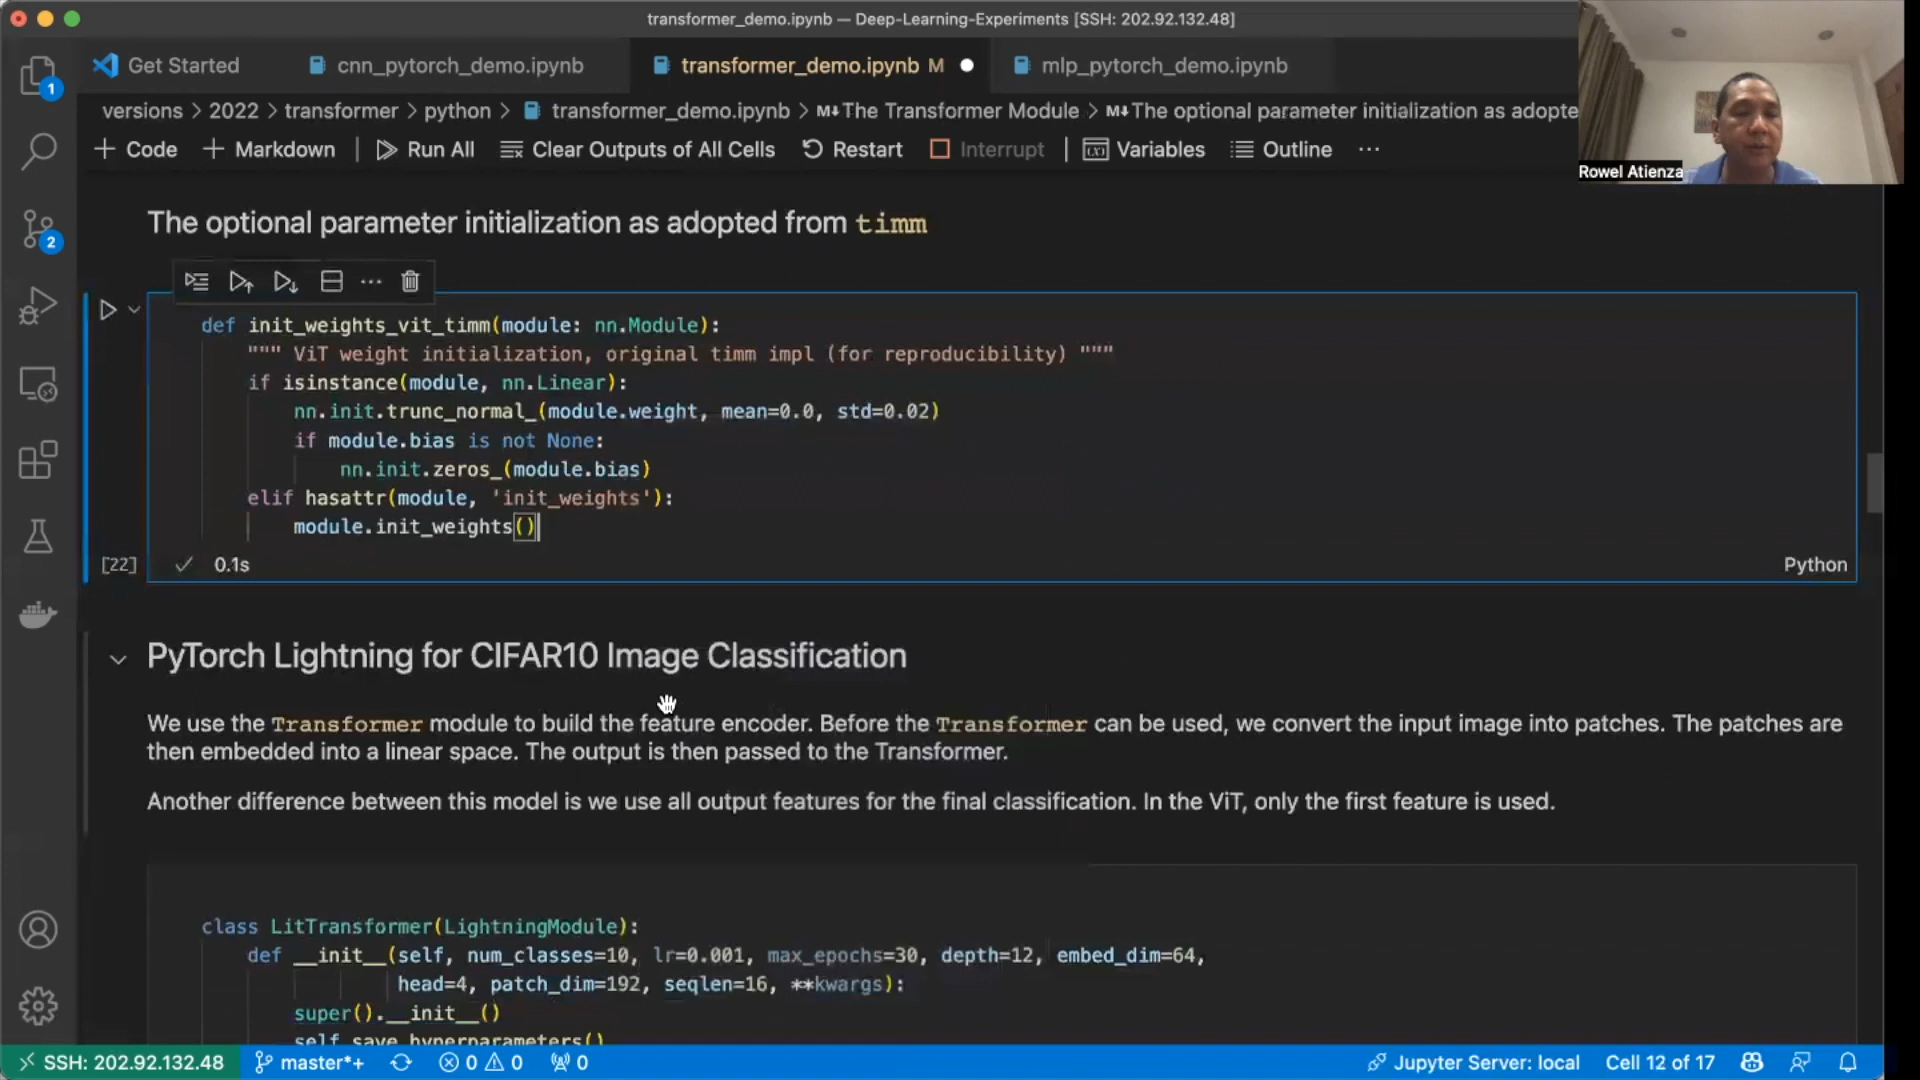 transformer_demo.ipynb — Deep-Learning-Experiments [SSH: 202.92.132.48]
Get Started
cnn_pytorch_demo.ipynb
transformer_demo.ipynb M
mlp_pytorch_demo.ipynb
1
versions > 2022 > transformer > python > transformer_demo.ipynb > M↓The Transformer Module > M↓The optional parameter initialization as adopte
+ Code + Markdown | Run All Clear Outputs of All Cells Restart Interrupt | Variables Outline ...
Rowel Atienza
2
The optional parameter initialization as adopted from timm
def init_weights_vit_timm(module: nn.Module):
""" ViT weight initialization, original timm impl (for reproducibility) """
if isinstance(module, nn.Linear):
nn.init.trunc_normal_(module.weight, mean=0.0, std=0.02)
if module.bias is not None:
nn.init.zeros_(module.bias)
elif hasattr(module, 'init_weights'):
module.init_weights()
[22] ✓ 0.1s
Python
PyTorch Lightning for CIFAR10 Image Classification
We use the Transformer module to build the feature encoder. Before the Transformer can be used, we convert the input image into patches. The patches are
then embedded into a linear space. The output is then passed to the Transformer.
Another difference between this model is we use all output features for the final classification. In the ViT, only the first feature is used.
class LitTransformer(LightningModule):
def __init__(self, num_classes=10, lr=0.001, max_epochs=30, depth=12, embed_dim=64,
head=4, patch_dim=192, seqlen=16, **kwargs):
super().__init__()
self.save_hyperparameters()
SSH: 202.92.132.48 master*+ 0 0 0
Jupyter Server: local Cell 12 of 17